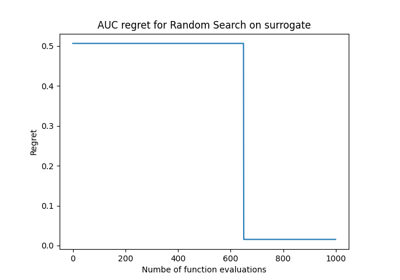 AUC regret for Random Search on surrogate
0.5
0.4
0.3
0.2
0.1
0.0
Regret
0 200 400 600 800 1000
Numbe of function evaluations